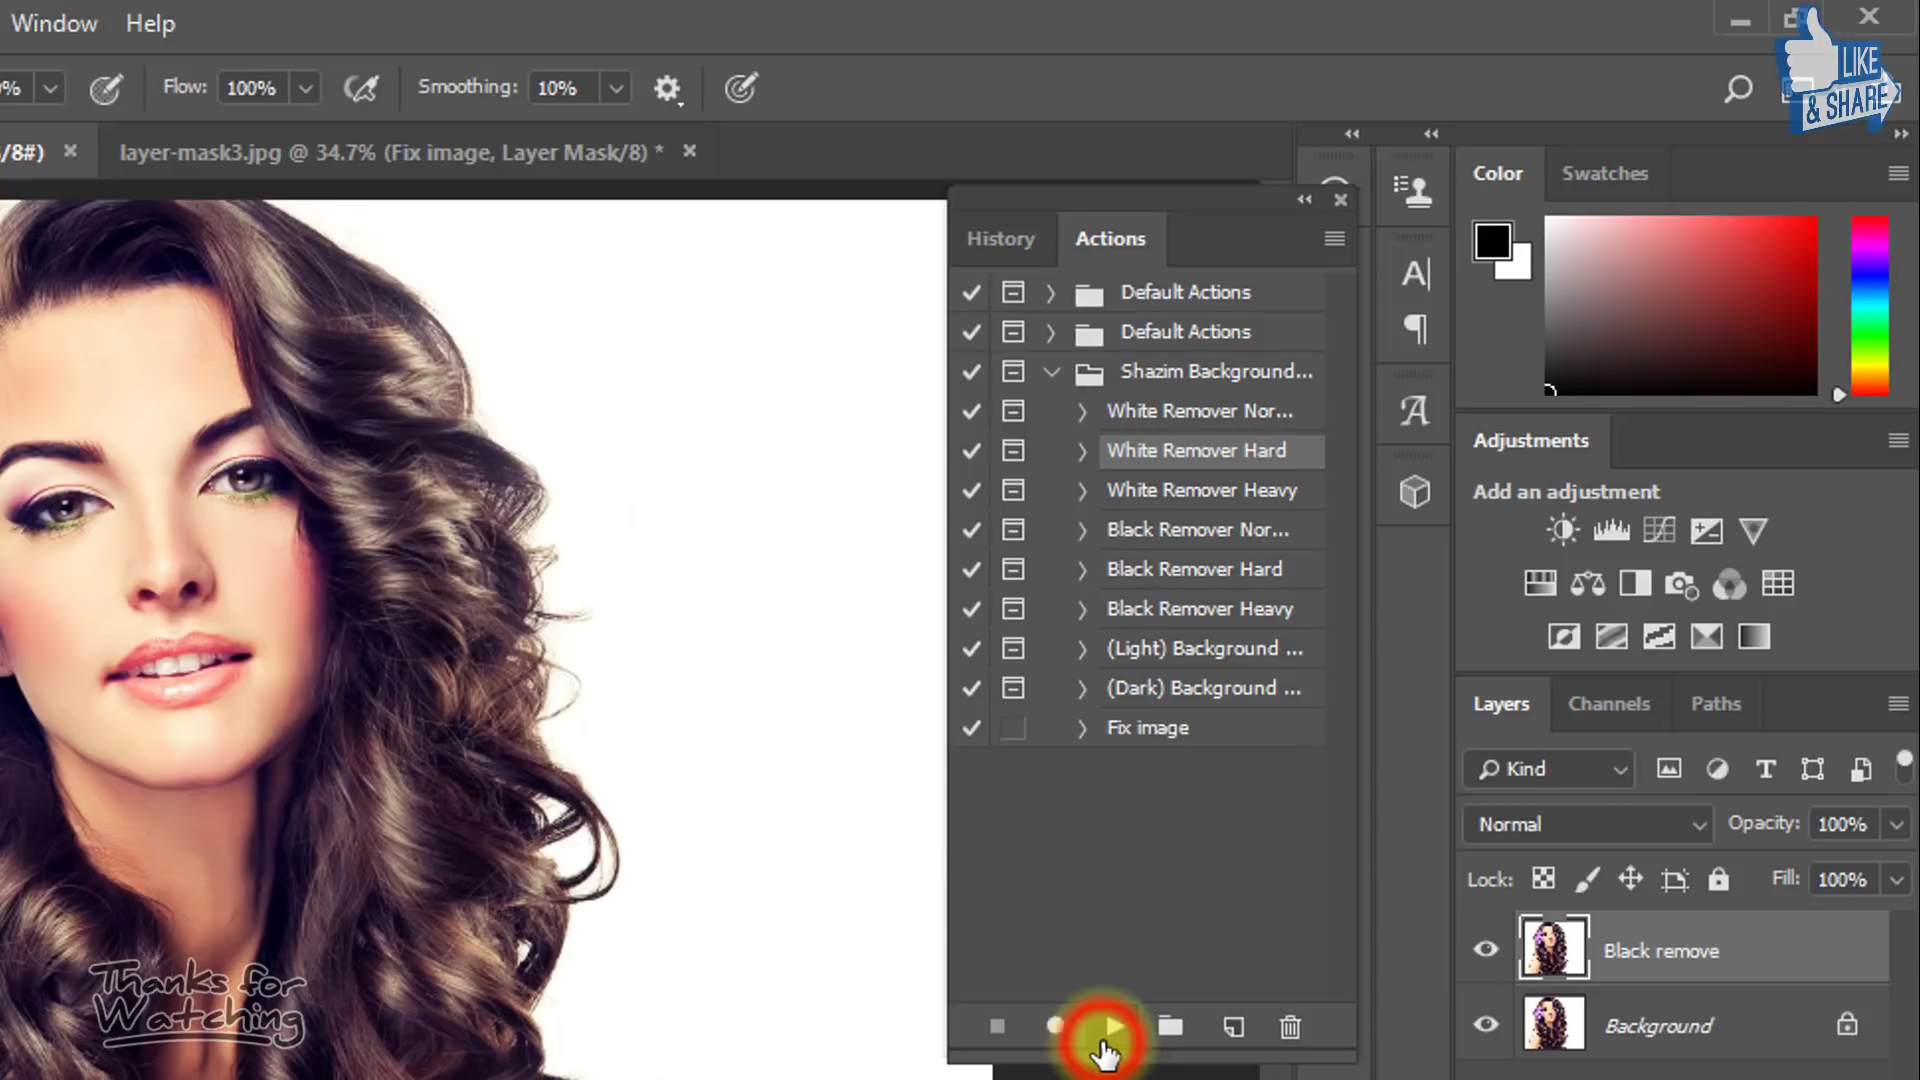 Window Help
% Flow: 100% Smoothing: 10%
LIKE
& SHARE
/8#) × layer-mask3.jpg @ 34.7% (Fix image, Layer Mask/8) * ×
Color Swatches
History Actions
Default Actions
Default Actions
Shazim Background...
White Remover Nor...
White Remover Hard
White Remover Heavy
Black Remover Nor...
Black Remover Hard
Black Remover Heavy
(Light) Background ...
(Dark) Background ...
Fix image
Adjustments
Add an adjustment
Layers Channels Paths
Kind
Normal Opacity: 100%
Lock: Fill: 100%
Black remove
Background
Thanks for
Watching